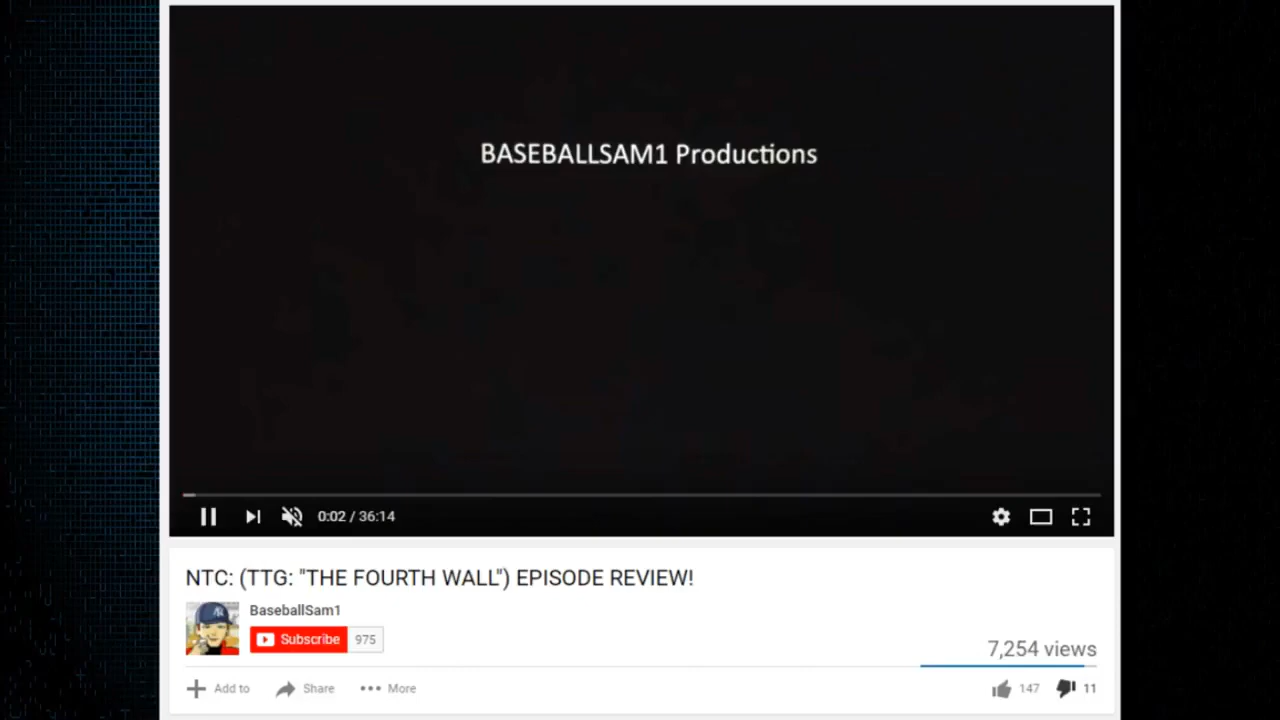 BASEBALLSAM1 Productions
0:02 / 36:14
NTC: (TTG: "THE FOURTH WALL") EPISODE REVIEW!
BaseballSam1
Subscribe 975
7,254 views
Add to Share More
147 11